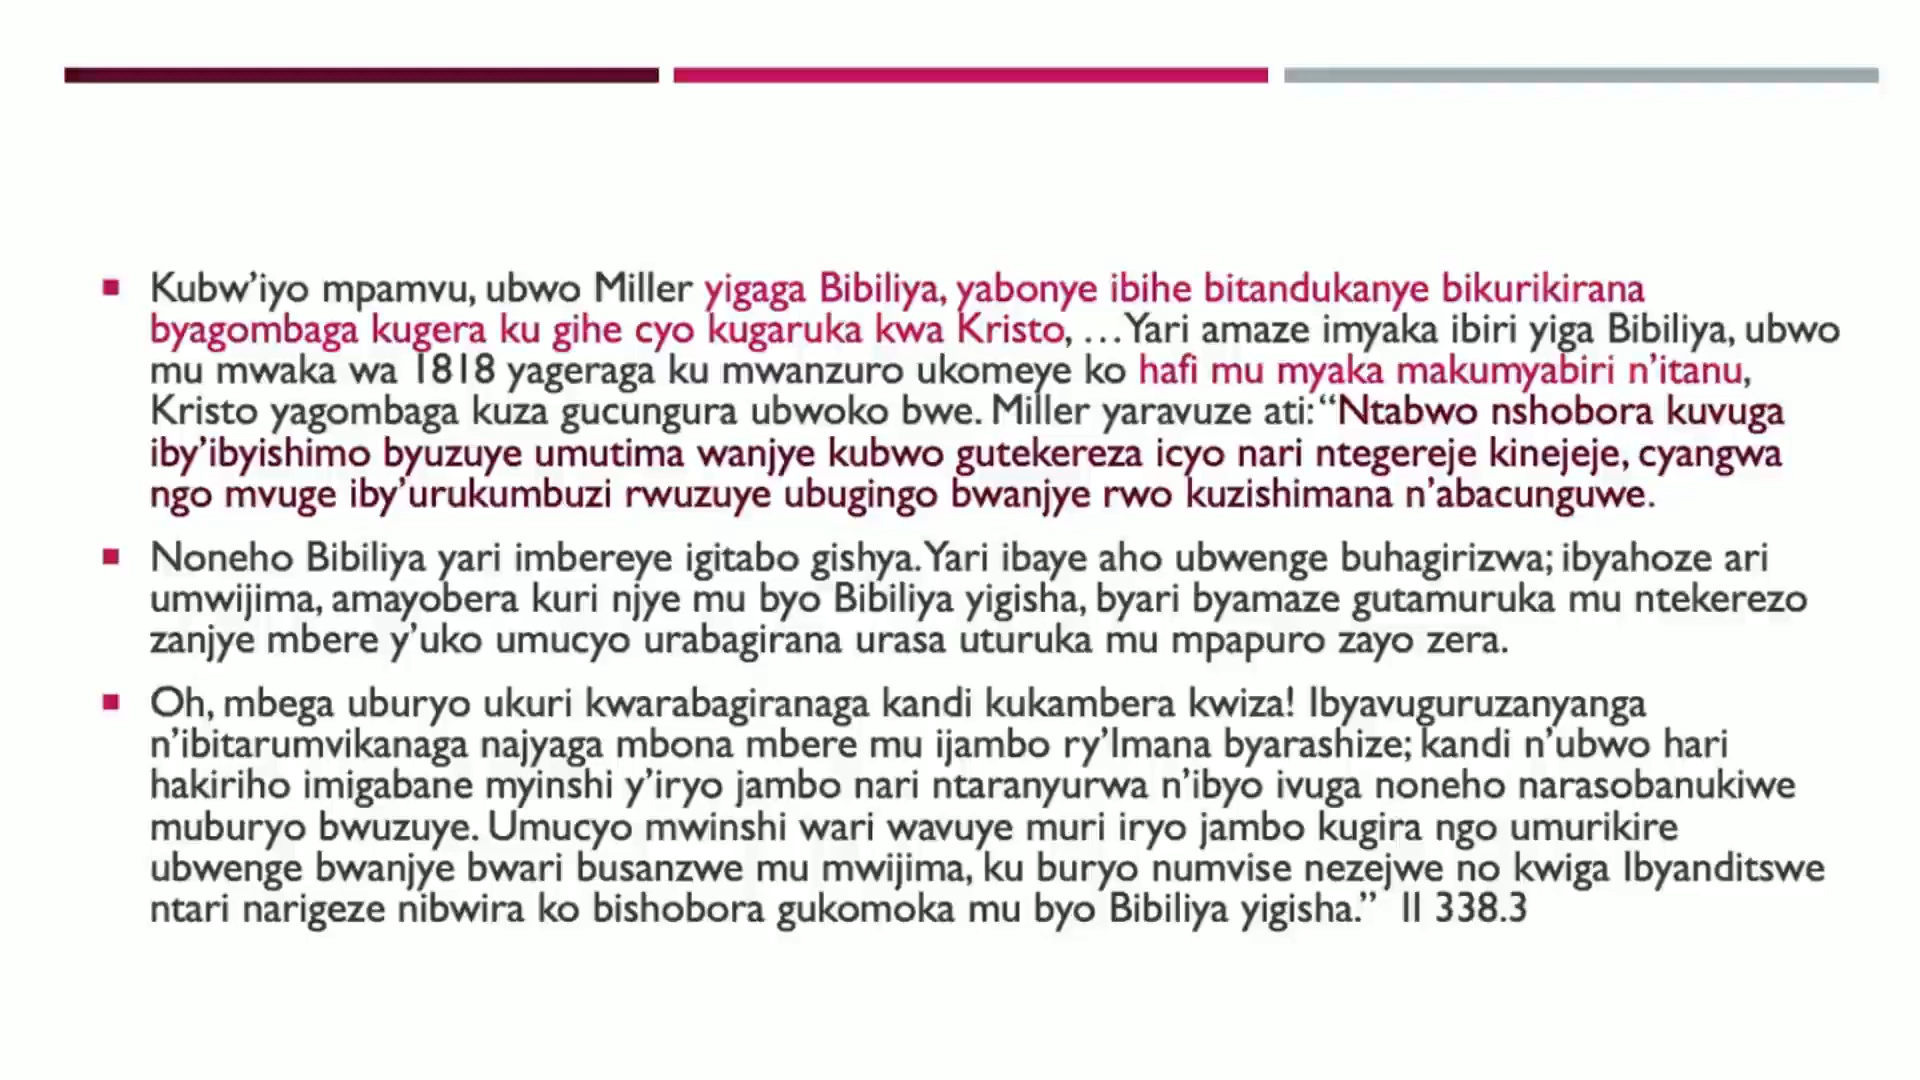 Kubw’iyo mpamvu, ubwo Miller yigaga Bibiliya, yabonye ibihe bitandukanye bikurikirana
byagombaga kugera ku gihe cyo kugaruka kwa Kristo, …Yari amaze imyaka ibiri yiga Bibiliya, ubwo
mu mwaka wa 1818 yageraga ku mwanzuro ukomeye ko hafi mu myaka makumyabiri n’itanu,
Kristo yagombaga kuza gucungura ubwoko bwe. Miller yaravuze ati: “Ntabwo nshobora kuvuga
iby’ibyishimo byuzuye umutima wanjye kubwo gutekereza icyo nari ntegereje kinejeje, cyangwa
ngo mvuge iby’urukumbuzi rwuzuye ubugingo bwanjye rwo kuzishimana n’abacunguwe.
Noneho Bibiliya yari imbereye igitabo gishya. Yari ibaye aho ubwenge buhagirizwa; ibyahoze ari
umwijima, amayobera kuri njye mu byo Bibiliya yigisha, byari byamaze gutamuruka mu ntekerezo
zanjye mbere y’uko umucyo urabagirana urasa uturuka mu mpapuro zayo zera.
Oh, mbega uburyo ukuri kwarabagiranaga kandi kukambera kwiza! Ibyavuguruzanyanga
n’ibitarumvikanaga najyaga mbona mbere mu ijambo ry’Imana byarashize; kandi n’ubwo hari
hakiriho imigabane myinshi y’iryo jambo nari ntaranyurwa n’ibyo ivuga noneho narasobanukiwe
muburyo bwuzuye. Umucyo mwinshi wari wavuye muri iryo jambo kugira ngo umurikire
ubwenge bwanjye bwari busanzwe mu mwijima, ku buryo numvise nezejwe no kwiga Ibyanditswe
ntari narigeze nibwira ko bishobora gukomoka mu byo Bibiliya yigisha.” II 338.3